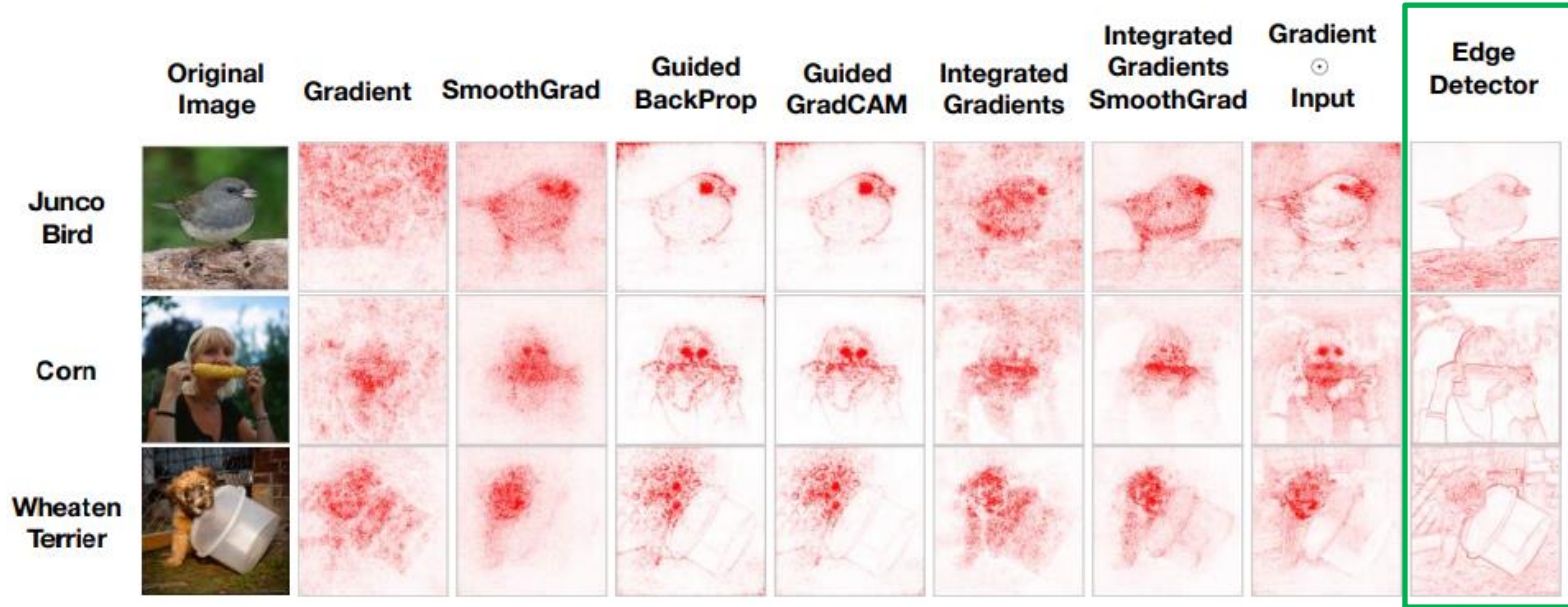 Original
Image
Gradient
SmoothGrad
Guided
BackProp
Guided
GradCAM
Integrated
Gradients
Integrated
Gradients
SmoothGrad
Gradient
⊙
Input
Edge
Detector
Junco
Bird
Corn
Wheaten
Terrier